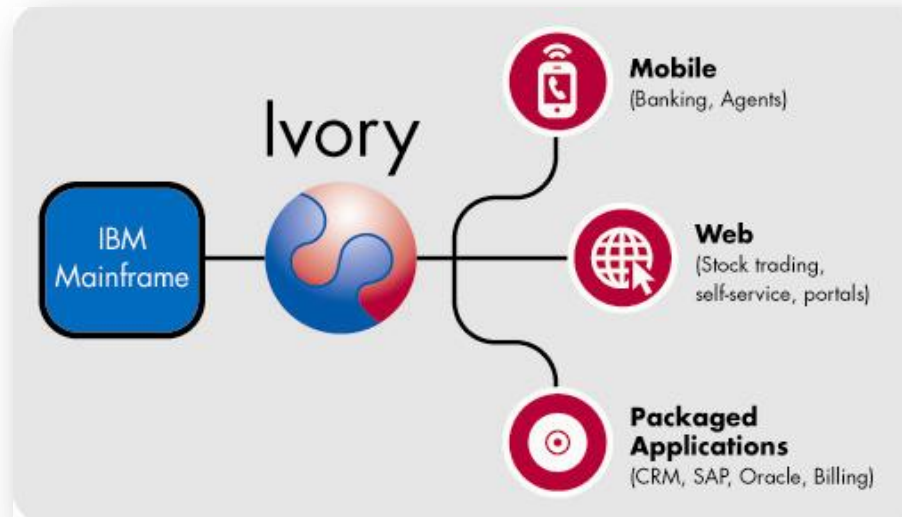 Ivory
IBM
Mainframe
Mobile
(Banking, Agents)
Web
(Stock trading,
self-service, portals)
Packaged
Applications
(CRM, SAP, Oracle, Billing)